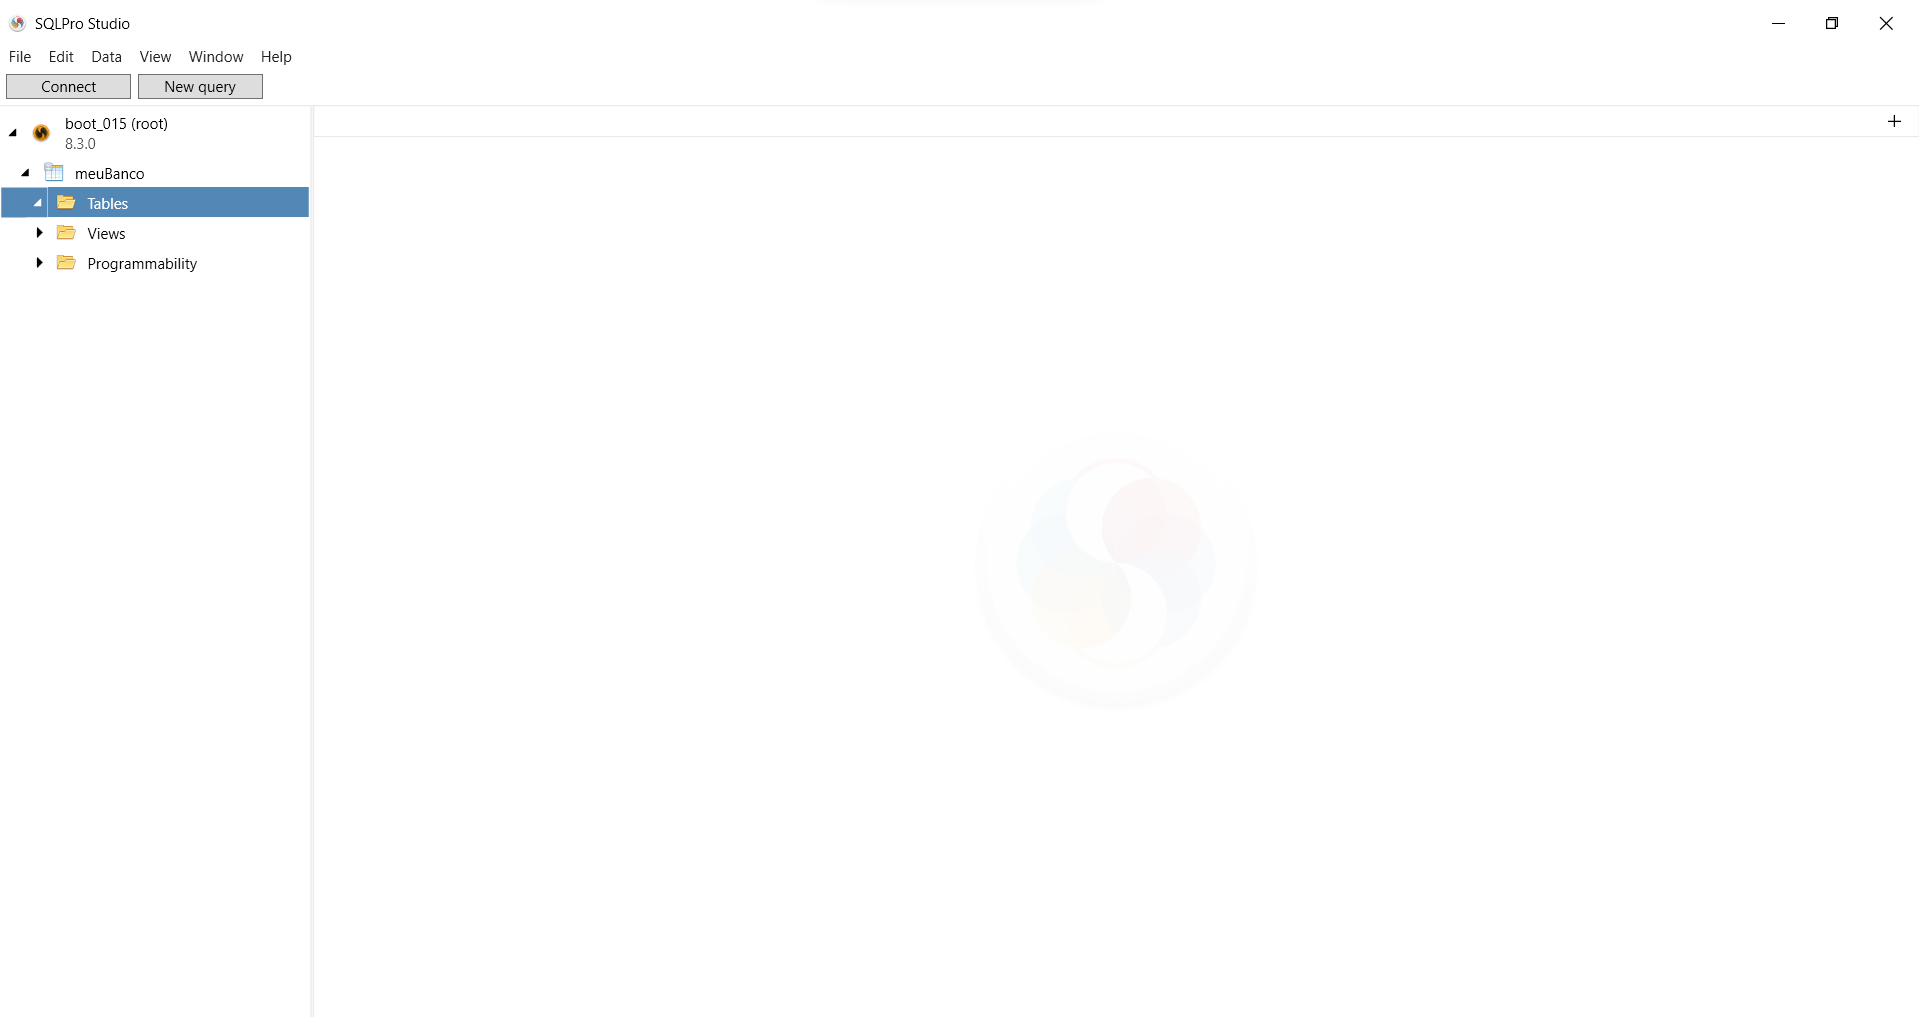 SQLPro Studio
File Edit Data View Window Help
Connect New query
boot_015 (root)
8.3.0
meuBanco
Tables
Views
Programmability